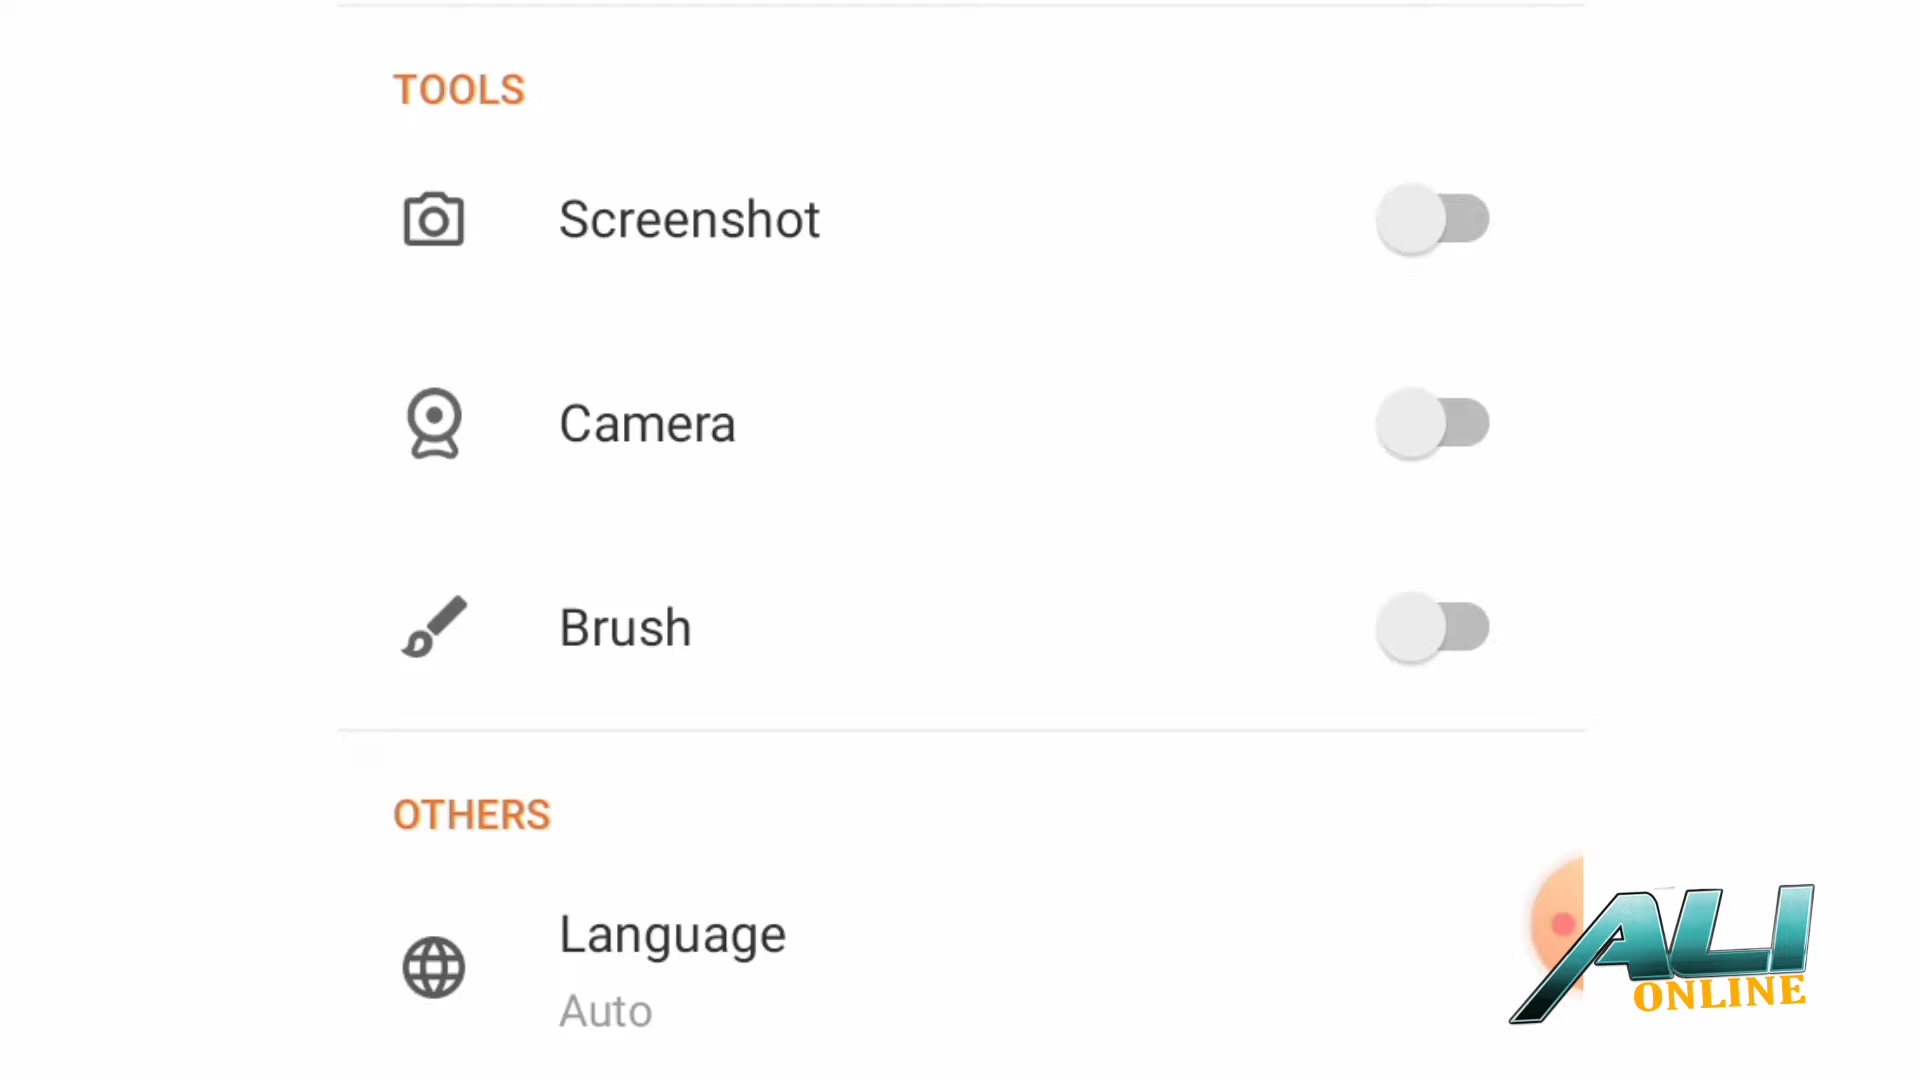 TOOLS
Screenshot
Camera
Brush
OTHERS
Language
Auto
ALI
ONLINE